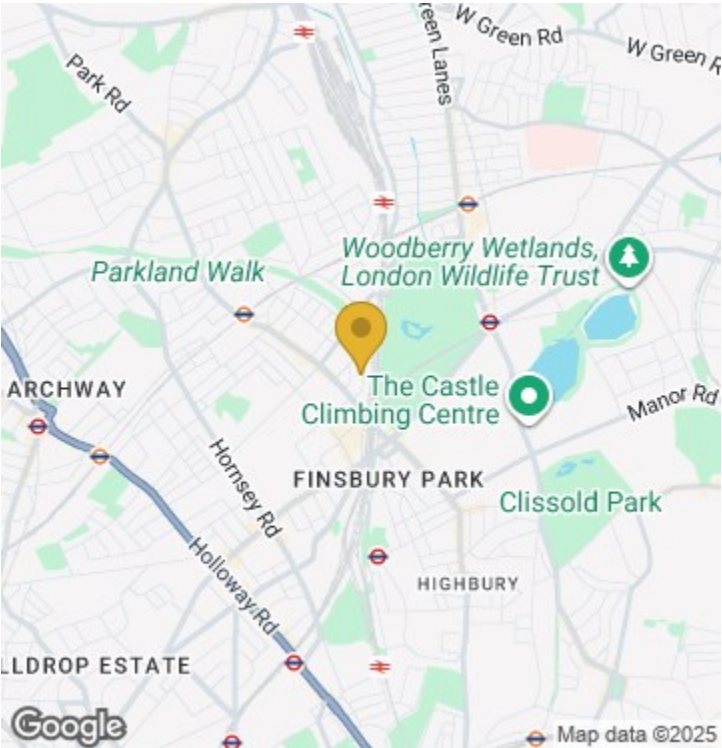 W Green Rd
W Green R
reen Lanes
Park Rd
Woodberry Wetlands,
London Wildlife Trust
Parkland Walk
ARCHWAY
The Castle
Climbing Centre
Manor Rd
Hornsey Rd
FINSBURY PARK
Clissold Park
Holloway Rd
HIGHBURY
LLDROP ESTATE
Google
Map data ©2025